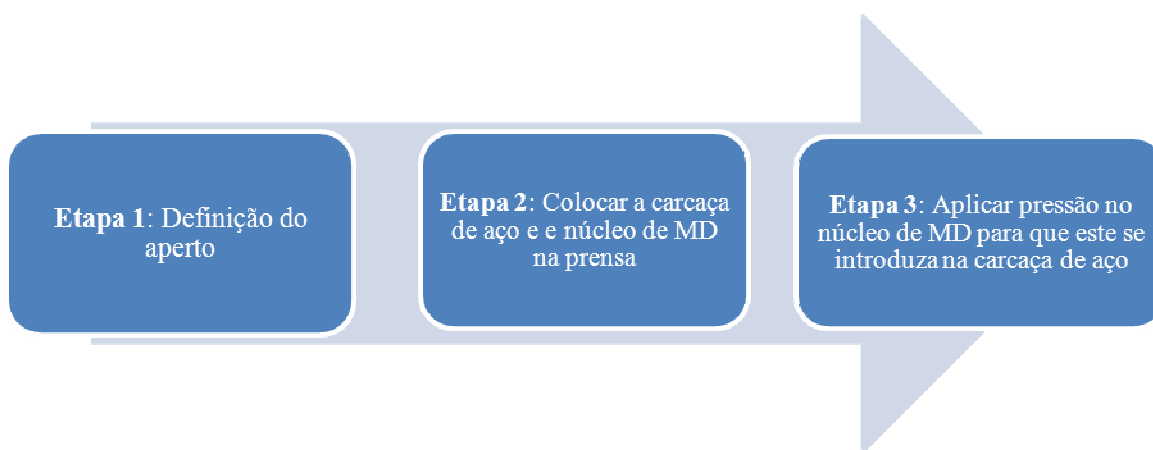 Etapa 1: Definição do
aperto
Etapa 2: Colocar a carcaça
de aço e e núcleo de MD
na prensa
Etapa 3: Aplicar pressão no
núcleo de MD para que este se
introduza na carcaça de aço